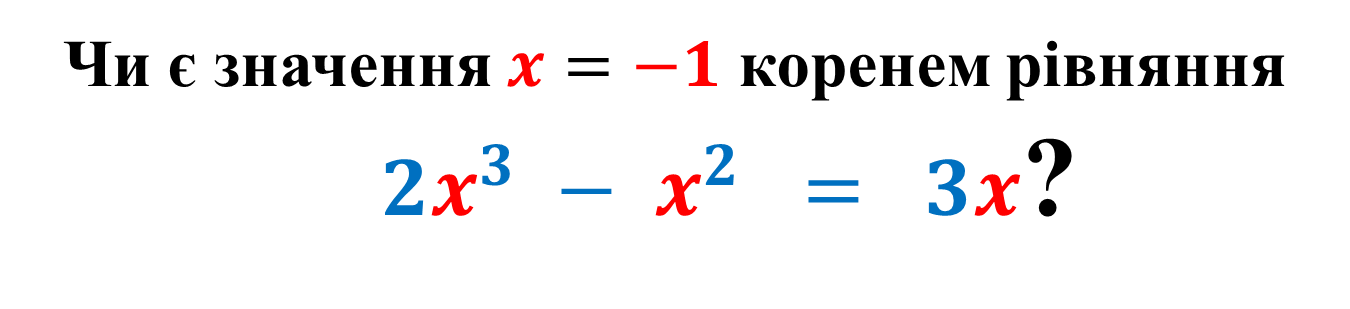 Чи є значення x = −1 коренем рівняння
2x³ − x² = 3x?